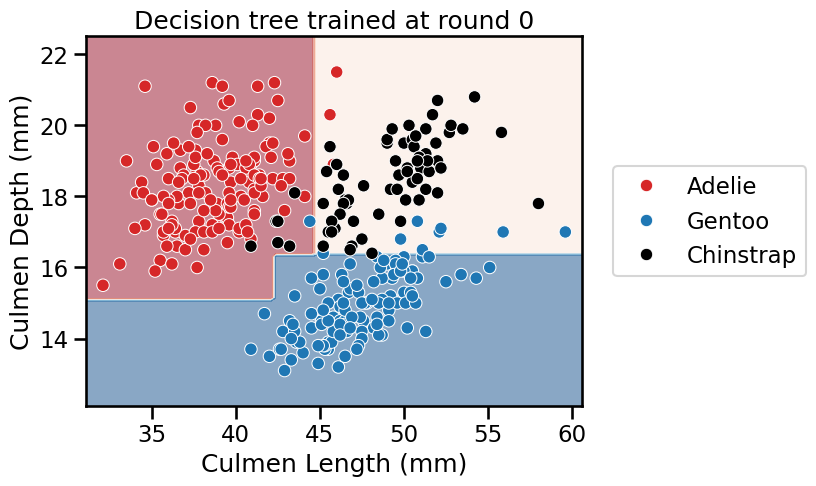 Decision tree trained at round 0
22
20
18
16
14
Culmen Depth (mm)
35 40 45 50 55 60
Culmen Length (mm)
Adelie
Gentoo
Chinstrap